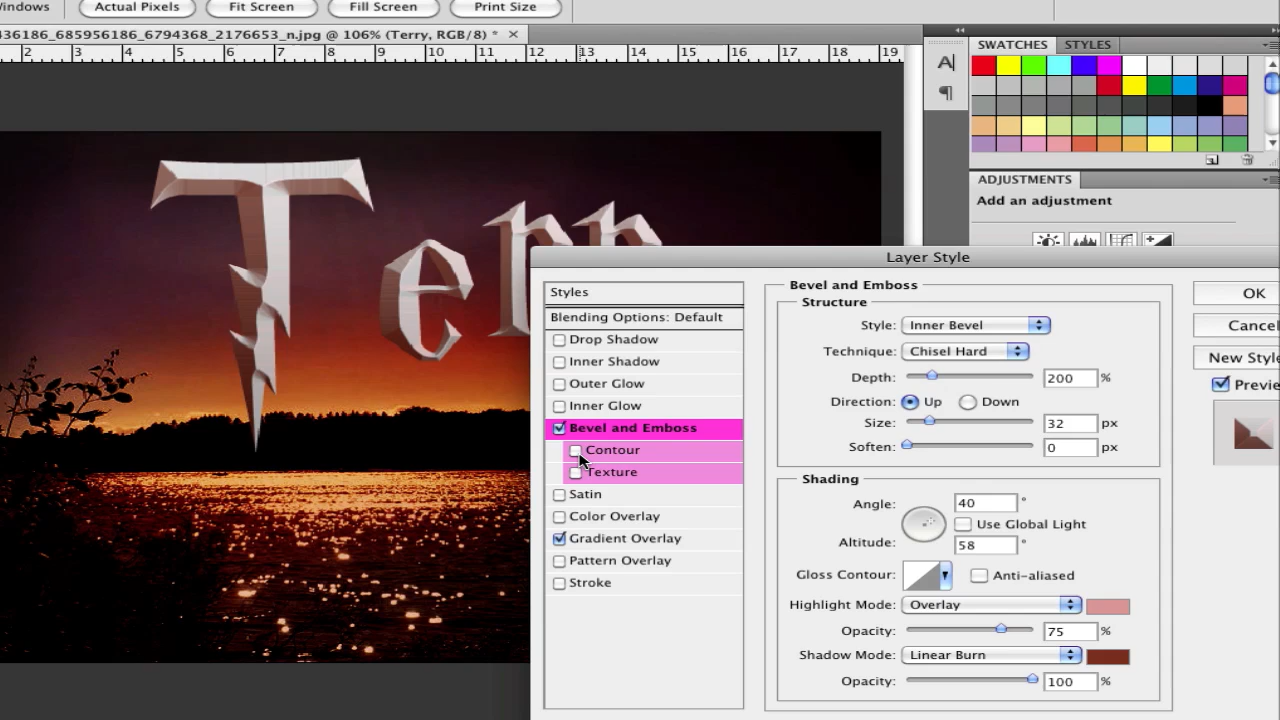 indows
Actual Pixels
Fit Screen
Fill Screen
Print Size
436186_685956186_6794368_2176653_n.jpg @ 106% (Terry, RGB/8) *
2 3 4 5 6 7 8 9 10 11 12 13 14 15 16 17 18 19
SWATCHES STYLES
ADJUSTMENTS
Add an adjustment
Terr
Layer Style
Styles
Blending Options: Default
Drop Shadow
Inner Shadow
Outer Glow
Inner Glow
Bevel and Emboss
Contour
Texture
Satin
Color Overlay
Gradient Overlay
Pattern Overlay
Stroke
Bevel and Emboss
Structure
Style: Inner Bevel
Technique: Chisel Hard
Depth: 200 %
Direction: Up Down
Size: 32 px
Soften: 0 px
Shading
Angle: 40 °
Use Global Light
Altitude: 58 °
Gloss Contour: Anti-aliased
Highlight Mode: Overlay
Opacity: 75 %
Shadow Mode: Linear Burn
Opacity: 100 %
OK
Cance
New Style
Previe